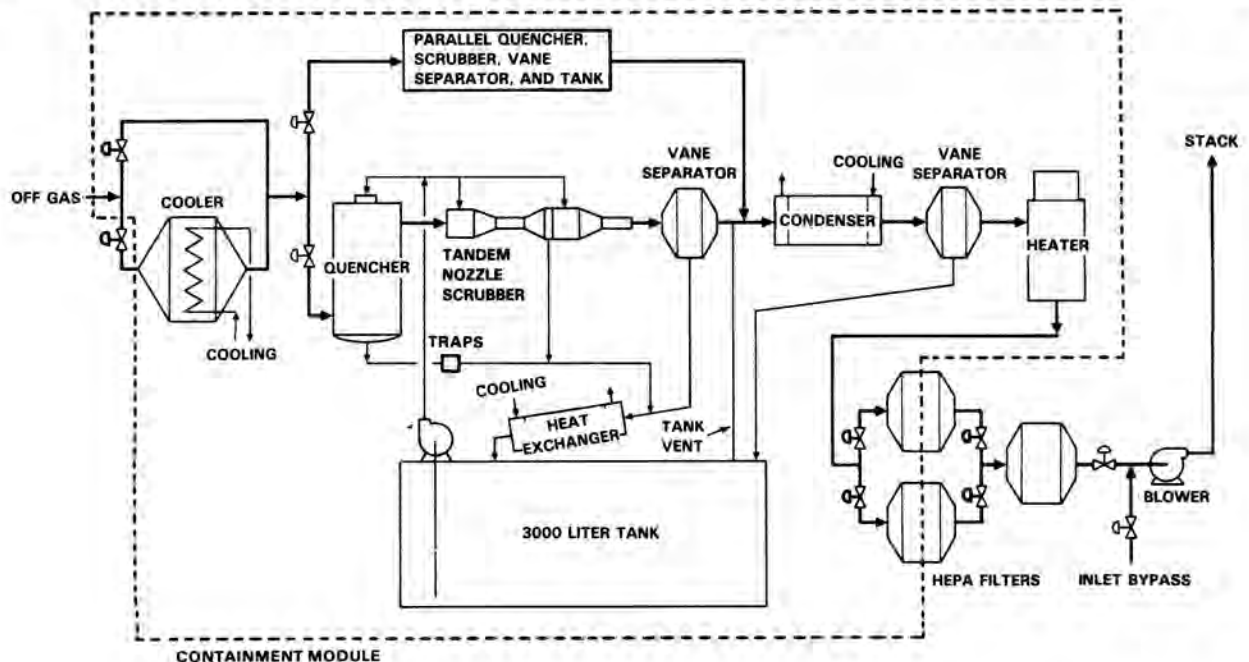 PARALLEL QUENCHER,
SCRUBBER, VANE
SEPARATOR, AND TANK
STACK
VANE
SEPARATOR
COOLING
VANE
SEPARATOR
OFF GAS
COOLER
CONDENSER
HEATER
QUENCHER
TANDEM
NOZZLE
SCRUBBER
COOLING
TRAPS
COOLING
HEAT
EXCHANGER
TANK
VENT
BLOWER
3000 LITER TANK
HEPA FILTERS
INLET BYPASS
CONTAINMENT MODULE